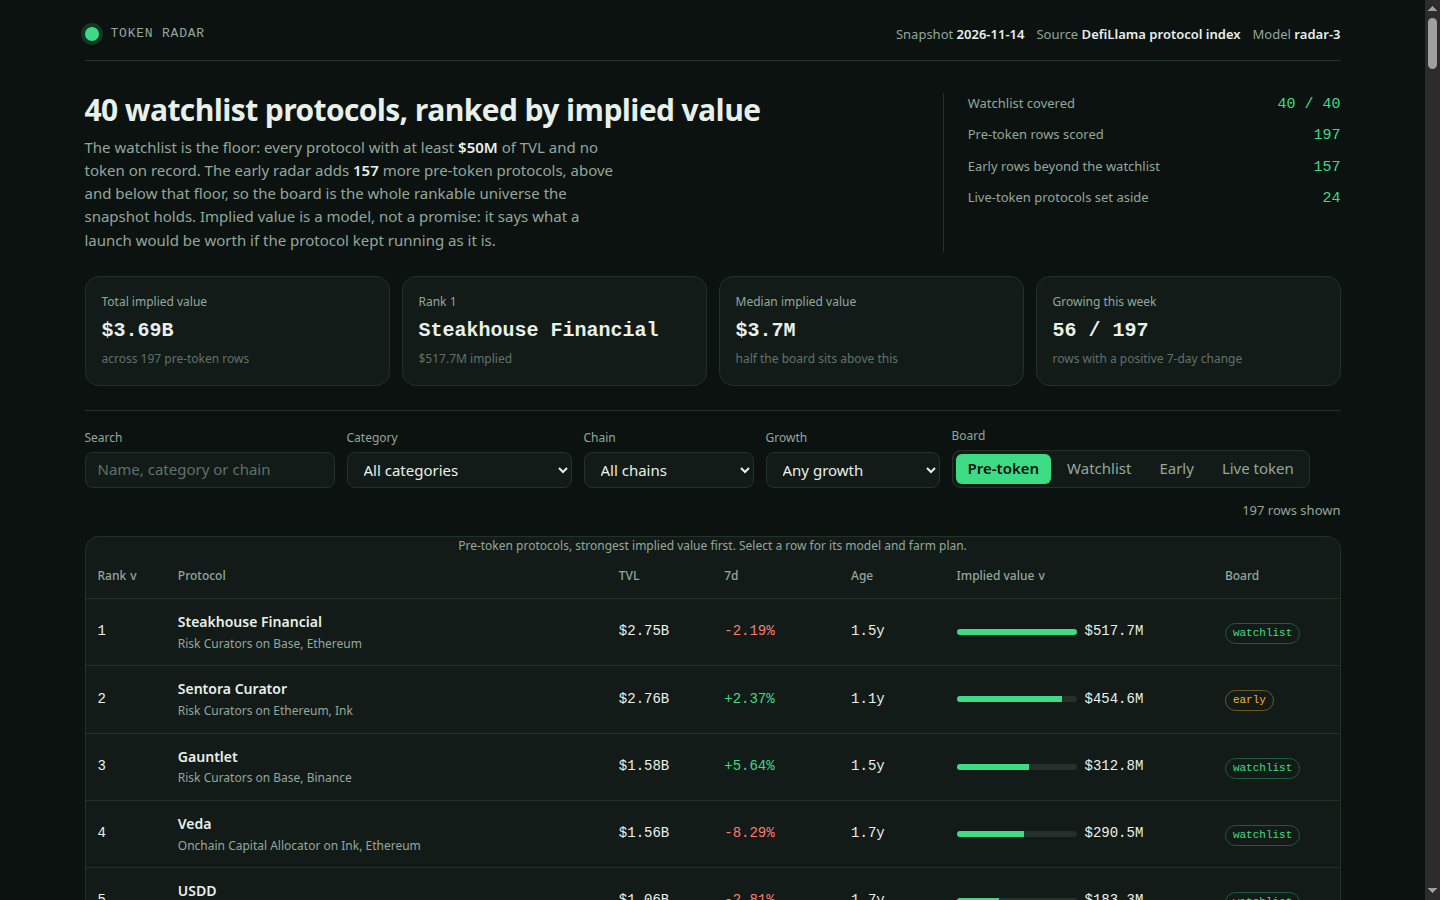 TOKEN RADAR
Snapshot 2026-11-14 Source DefiLlama protocol index Model radar-3
40 watchlist protocols, ranked by implied value
The watchlist is the floor: every protocol with at least $50M of TVL and no
token on record. The early radar adds 157 more pre-token protocols, above
and below that floor, so the board is the whole rankable universe the
snapshot holds. Implied value is a model, not a promise: it says what a
launch would be worth if the protocol kept running as it is.
Watchlist covered 40 / 40
Pre-token rows scored 197
Early rows beyond the watchlist 157
Live-token protocols set aside 24
Total implied value
$3.69B
across 197 pre-token rows
Rank 1
Steakhouse Financial
$517.7M implied
Median implied value
$3.7M
half the board sits above this
Growing this week
56 / 197
rows with a positive 7-day change
Search
Name, category or chain
Category
All categories
Chain
All chains
Growth
Any growth
Board
Pre-token Watchlist Early Live token
197 rows shown
Pre-token protocols, strongest implied value first. Select a row for its model and farm plan.
Rank v Protocol TVL 7d Age Implied value v Board
1 Steakhouse Financial $2.75B -2.19% 1.5y $517.7M watchlist
Risk Curators on Base, Ethereum
2 Sentora Curator $2.76B +2.37% 1.1y $454.6M early
Risk Curators on Ethereum, Ink
3 Gauntlet $1.58B +5.64% 1.5y $312.8M watchlist
Risk Curators on Base, Binance
4 Veda $1.56B -8.29% 1.7y $290.5M watchlist
Onchain Capital Allocator on Ink, Ethereum
5 USDD $1.06B -2.81% 1.7y $183.3M watchlist